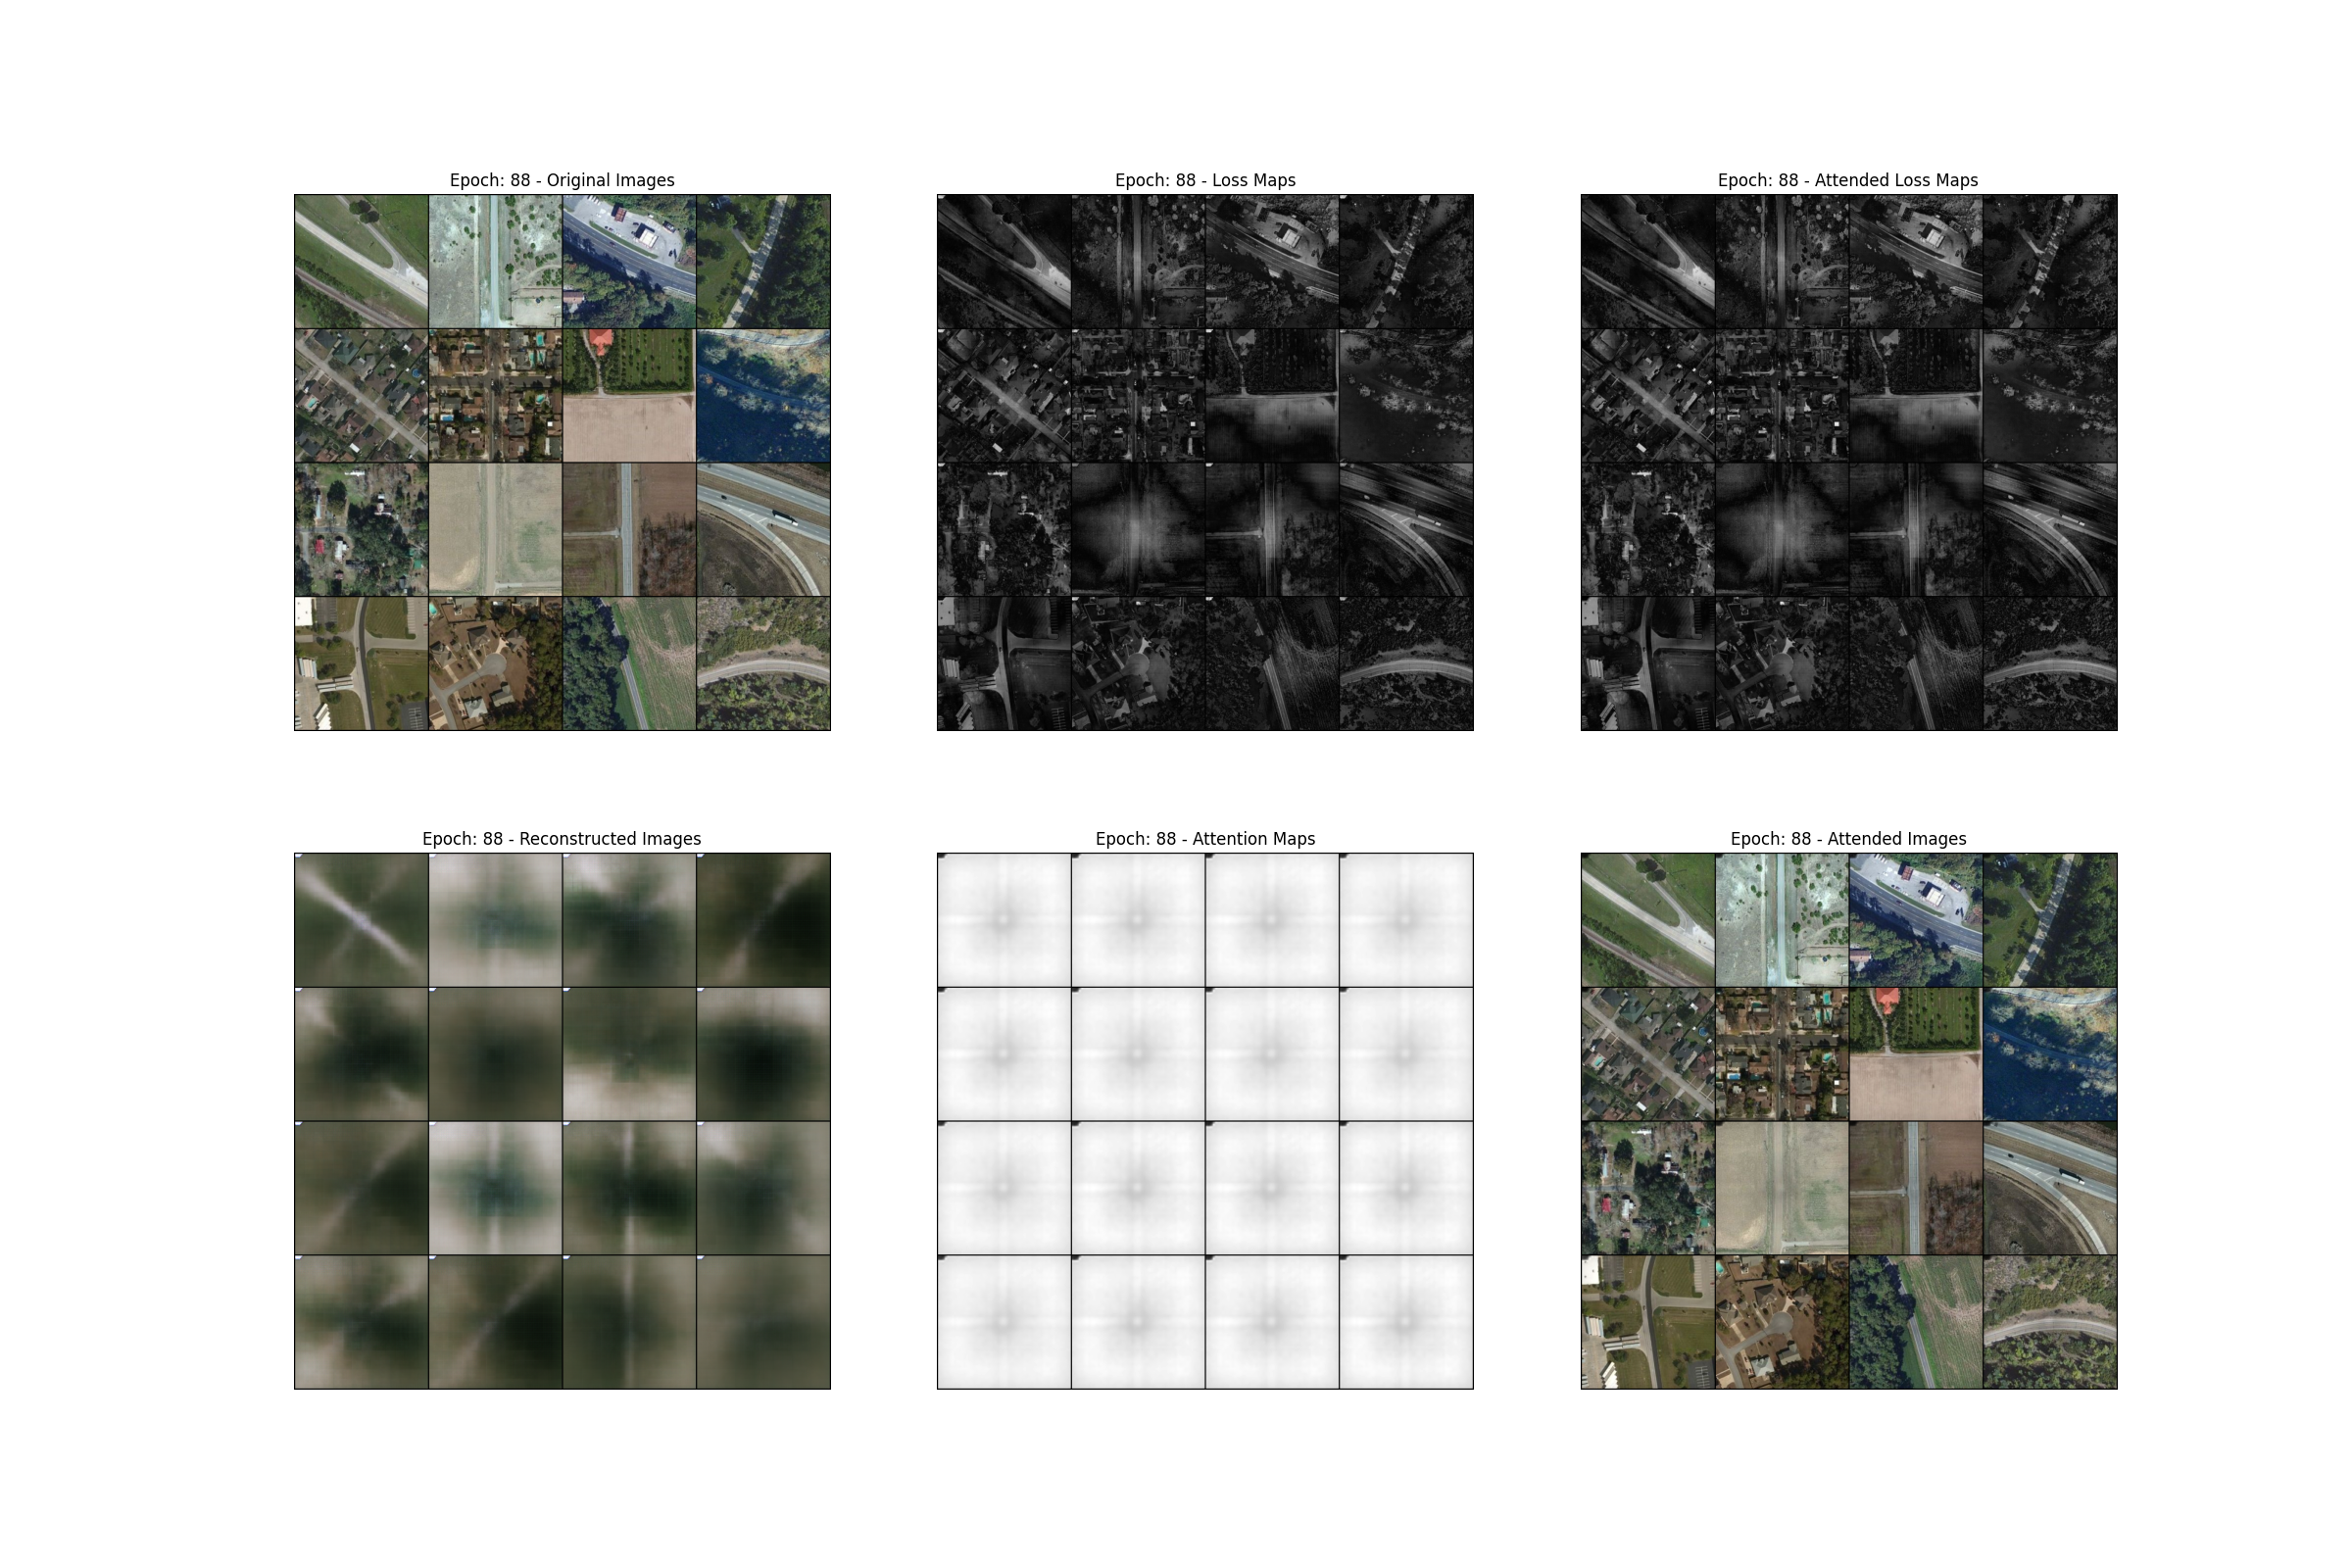 Epoch: 88 - Original Images
Epoch: 88 - Loss Maps
Epoch: 88 - Attended Loss Maps
Epoch: 88 - Reconstructed Images
Epoch: 88 - Attention Maps
Epoch: 88 - Attended Images